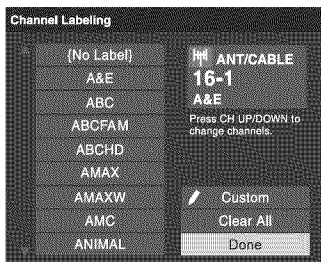 Channel Labeling
{No Label}
A&E
ABC
ABCFAM
ABCHD
AMAX
AMAXW
AMC
ANIMAL
ANT/CABLE
16-1
A&E
Press CH UP/DOWN to
change channels.
Custom
Clear All
Done